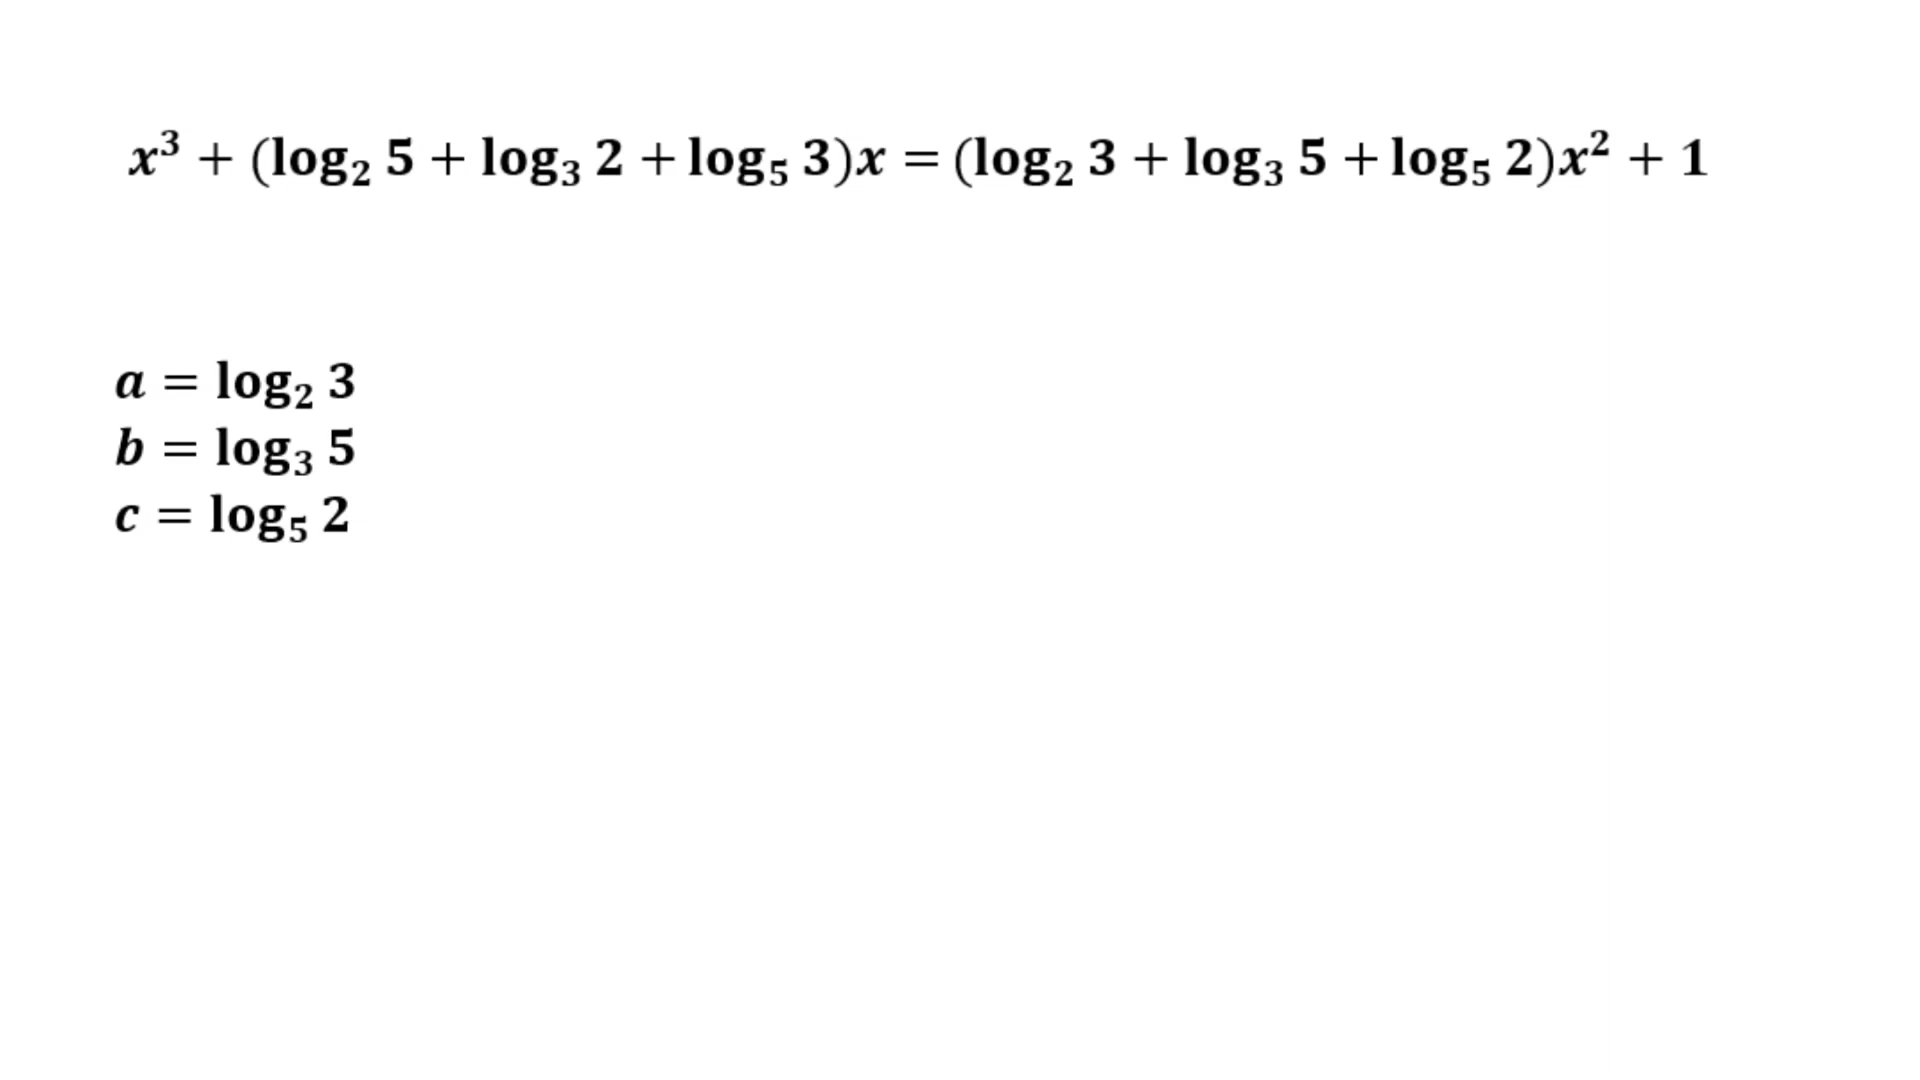 x³ + (log₂ 5 + log₃ 2 + log₅ 3)x = (log₂ 3 + log₃ 5 + log₅ 2)x² + 1
a = log₂ 3
b = log₃ 5
c = log₅ 2